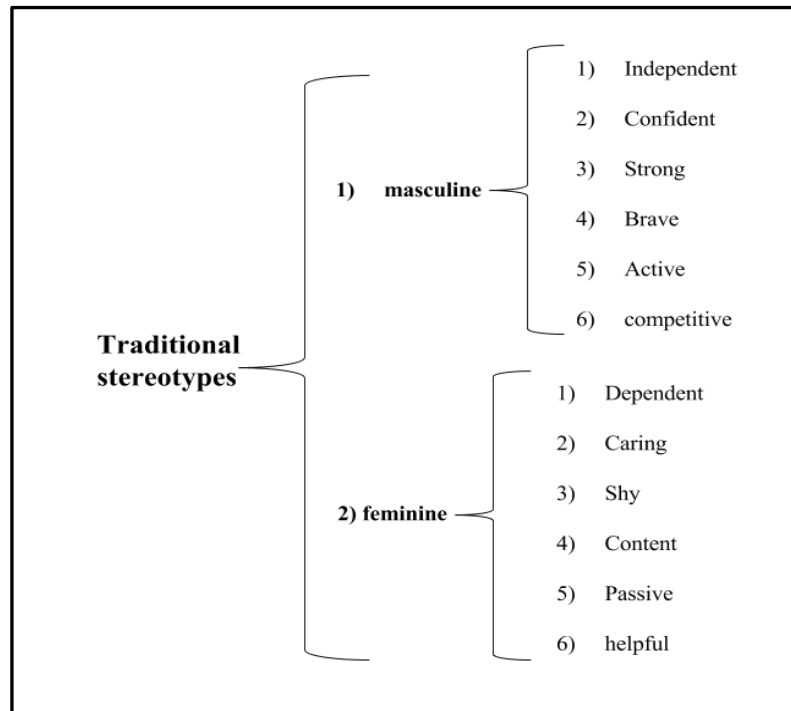 Traditional
stereotypes
1) masculine
1) Independent
2) Confident
3) Strong
4) Brave
5) Active
6) competitive
2) feminine
1) Dependent
2) Caring
3) Shy
4) Content
5) Passive
6) helpful